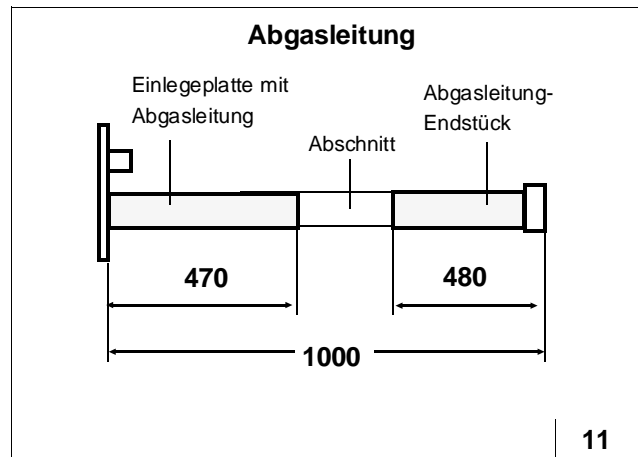 Abgasleitung
Einlegeplatte mit
Abgasleitung
Abschnitt
Abgasleitung-
Endstück
470
480
1000
11